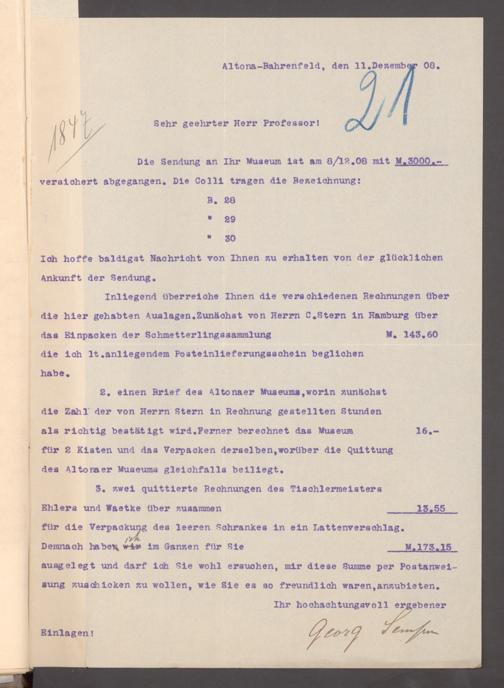 Altona-Bahrenfeld, den 11.Dezember 08.
21
1847
Sehr geehrter Herr Professor!
Die Sendung an Ihr Museum ist am 8/12.08 mit M.3000.-
versichert abgegangen. Die Colli tragen die Bezeichnung:
B. 28
" 29
" 30
Ich hoffe baldigst Nachricht von Ihnen zu erhalten von der glücklichen
Ankunft der Sendung.
Inliegend überreiche Ihnen die verschiedenen Rechnungen über
die hier gehabten Auslagen.Zunächst von Herrn C.Stern in Hamburg über
das Einpacken der Schmetterlingssammlung M. 143.60
die ich lt.anliegendem Posteinlieferungsschein beglichen
habe.
2. einen Brief des Altonaer Museums,worin zunächst
die Zahl der von Herrn Stern in Rechnung gestellten Stunden
als richtig bestätigt wird.Ferner berechnet das Museum 16.-
für 2 Kisten und das Verpacken derselben,worüber die Quittung
des Altonaer Museums gleichfalls beiliegt.
3. zwei quittierte Rechnungen des Tischlermeisters
Ehlers und Waetke über zusammen 13.55
für die Verpackung des leeren Schrankes in ein Lattenverschlag.
ich
Demnach haben wir im Ganzen für Sie M.173.15
ausgelegt und darf ich Sie wohl ersuchen, mir diese Summe per Postanwei-
sung zuschicken zu wollen, wie Sie es so freundlich waren,anzubieten.
Ihr hochachtungsvoll ergebener
Einlagen!
Georg Semper